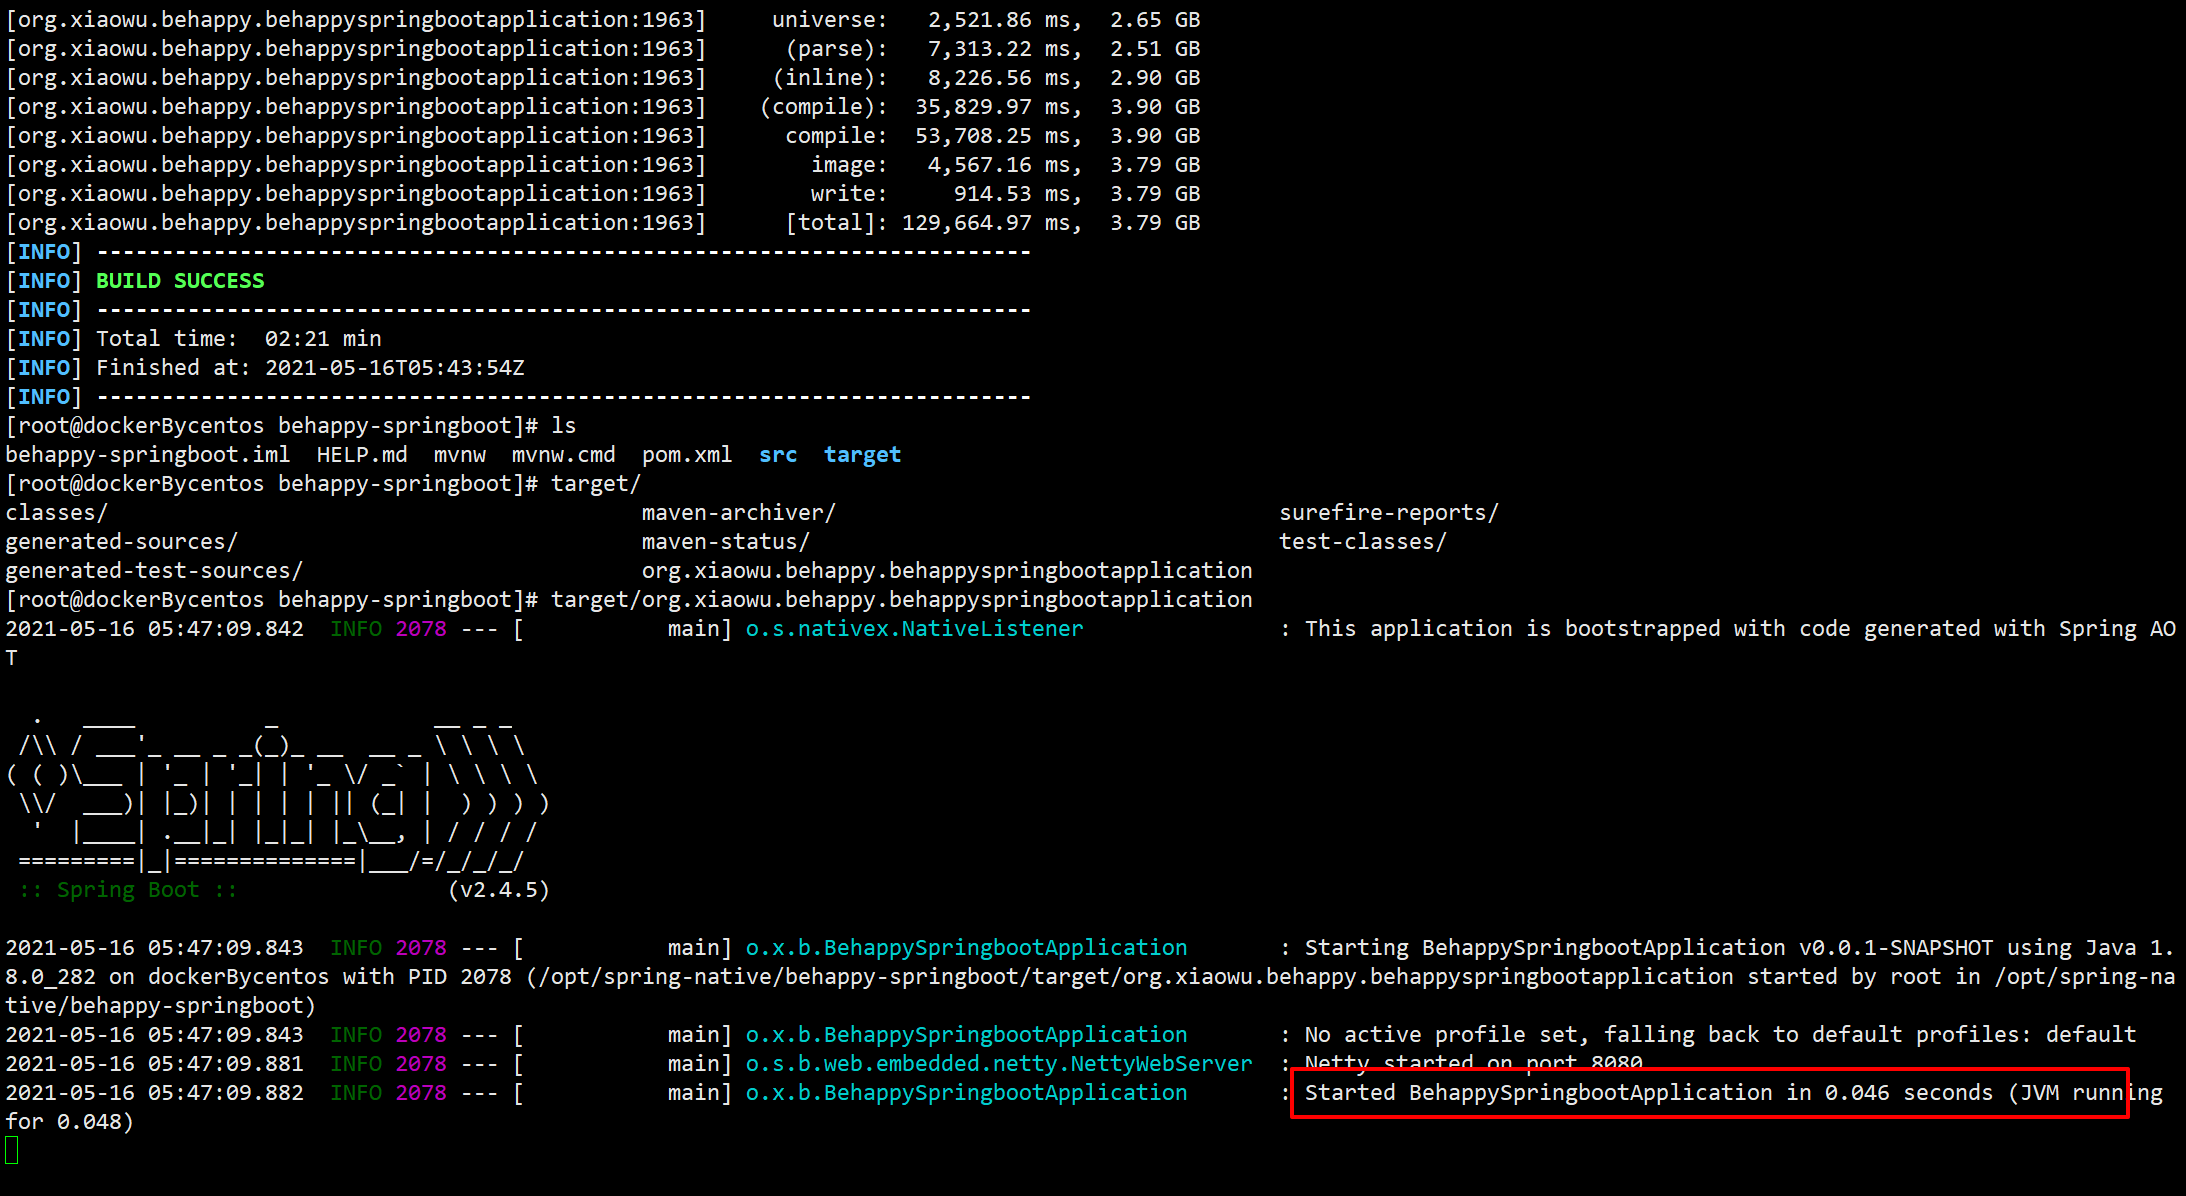 [org.xiaowu.behappy.behappyspringbootapplication:1963]     universe:   2,521.86 ms,  2.65 GB
[org.xiaowu.behappy.behappyspringbootapplication:1963]      (parse):   7,313.22 ms,  2.51 GB
[org.xiaowu.behappy.behappyspringbootapplication:1963]     (inline):   8,226.56 ms,  2.90 GB
[org.xiaowu.behappy.behappyspringbootapplication:1963]    (compile):  35,829.97 ms,  3.90 GB
[org.xiaowu.behappy.behappyspringbootapplication:1963]      compile:  53,708.25 ms,  3.90 GB
[org.xiaowu.behappy.behappyspringbootapplication:1963]        image:   4,567.16 ms,  3.79 GB
[org.xiaowu.behappy.behappyspringbootapplication:1963]        write:     914.53 ms,  3.79 GB
[org.xiaowu.behappy.behappyspringbootapplication:1963]      [total]: 129,664.97 ms,  3.79 GB
[INFO] ------------------------------------------------------------------------
[INFO] BUILD SUCCESS
[INFO] ------------------------------------------------------------------------
[INFO] Total time:  02:21 min
[INFO] Finished at: 2021-05-16T05:43:54Z
[INFO] ------------------------------------------------------------------------
[root@dockerBycentos behappy-springboot]# ls
behappy-springboot.iml  HELP.md  mvnw  mvnw.cmd  pom.xml  src  target
[root@dockerBycentos behappy-springboot]# target/
classes/                                         maven-archiver/                                  surefire-reports/
generated-sources/                               maven-status/                                    test-classes/
generated-test-sources/                          org.xiaowu.behappy.behappyspringbootapplication
[root@dockerBycentos behappy-springboot]# target/org.xiaowu.behappy.behappyspringbootapplication
2021-05-16 05:47:09.842  INFO 2078 --- [           main] o.s.nativex.NativeListener               : This application is bootstrapped with code generated with Spring AO
T
  .   ____          _            __ _ _
 /\\ / ___'_ __ _ _(_)_ __  __ _ \ \ \ \
( ( )\___ | '_ | '_| | '_ \/ _` | \ \ \ \
 \\/  ___)| |_)| | | | | || (_| |  ) ) ) )
  '  |____| .__|_| |_|_| |_\__, | / / / /
 =========|_|==============|___/=/_/_/_/
 :: Spring Boot ::                (v2.4.5)
2021-05-16 05:47:09.843  INFO 2078 --- [           main] o.x.b.BehappySpringbootApplication       : Starting BehappySpringbootApplication v0.0.1-SNAPSHOT using Java 1.
8.0_282 on dockerBycentos with PID 2078 (/opt/spring-native/behappy-springboot/target/org.xiaowu.behappy.behappyspringbootapplication started by root in /opt/spring-na
tive/behappy-springboot)
2021-05-16 05:47:09.843  INFO 2078 --- [           main] o.x.b.BehappySpringbootApplication       : No active profile set, falling back to default profiles: default
2021-05-16 05:47:09.881  INFO 2078 --- [           main] o.s.b.web.embedded.netty.NettyWebServer  : Netty started on port 8080
2021-05-16 05:47:09.882  INFO 2078 --- [           main] o.x.b.BehappySpringbootApplication       : Started BehappySpringbootApplication in 0.046 seconds (JVM running
for 0.048)